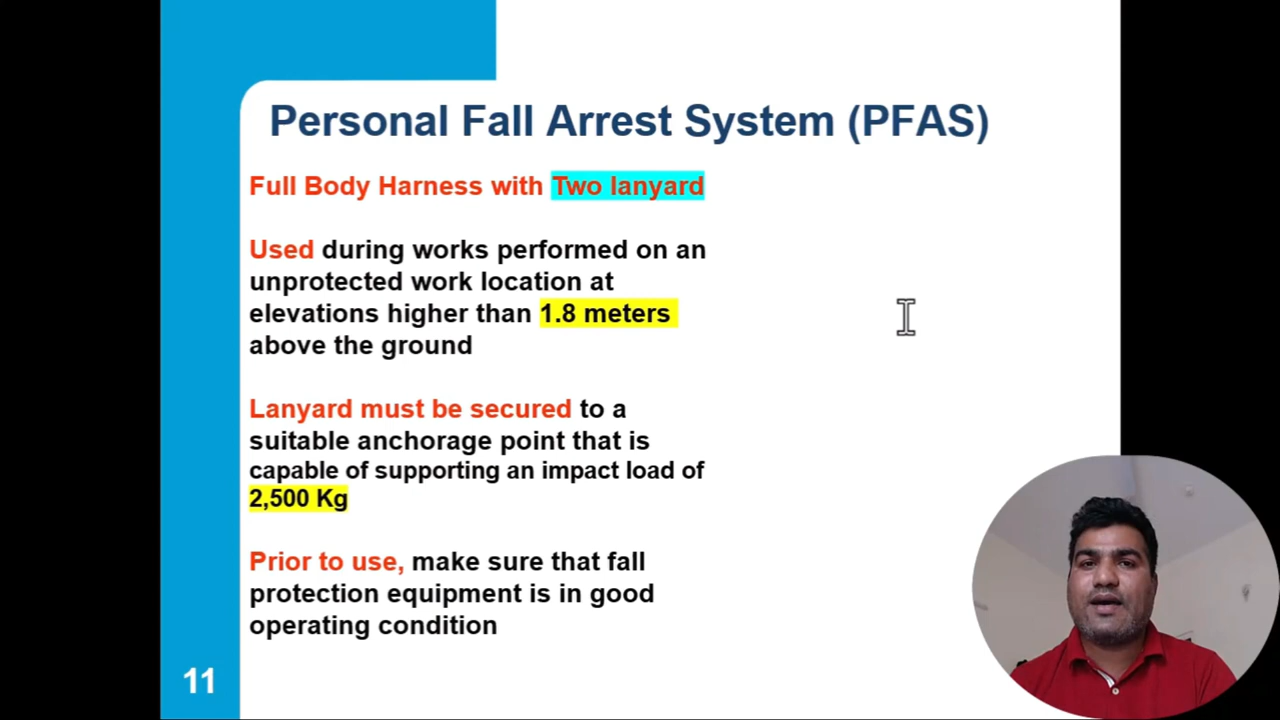 Personal Fall Arrest System (PFAS)
Full Body Harness with Two lanyard
Used during works performed on an
unprotected work location at
elevations higher than 1.8 meters
above the ground
Lanyard must be secured to a
suitable anchorage point that is
capable of supporting an impact load of
2,500 Kg
Prior to use, make sure that fall
protection equipment is in good
operating condition
11